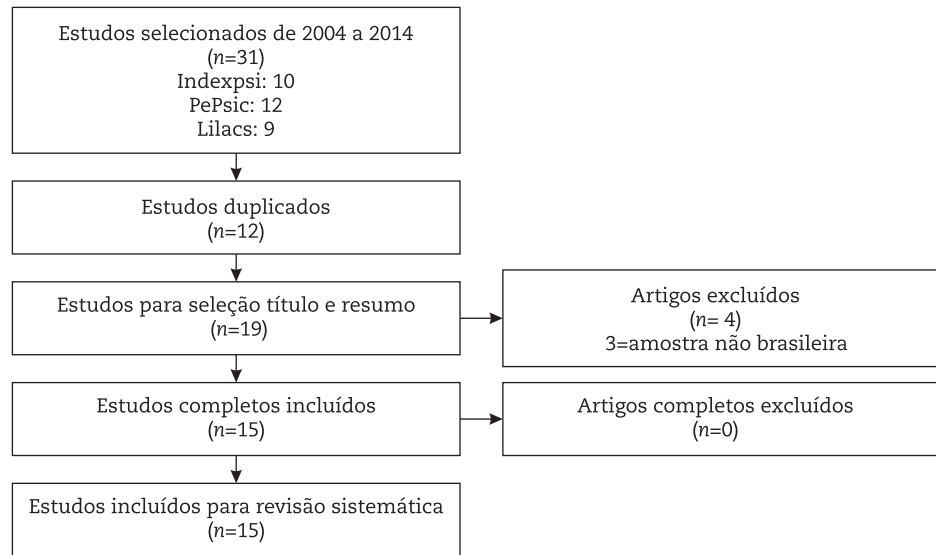 Estudos selecionados de 2004 a 2014
(n=31)
Indexpsi: 10
PePsic: 12
Lilacs: 9
Estudos duplicados
(n=12)
Estudos para seleção título e resumo
(n=19)
Artigos excluídos
(n= 4)
3=amostra não brasileira
Estudos completos incluídos
(n=15)
Artigos completos excluídos
(n=0)
Estudos incluídos para revisão sistemática
(n=15)